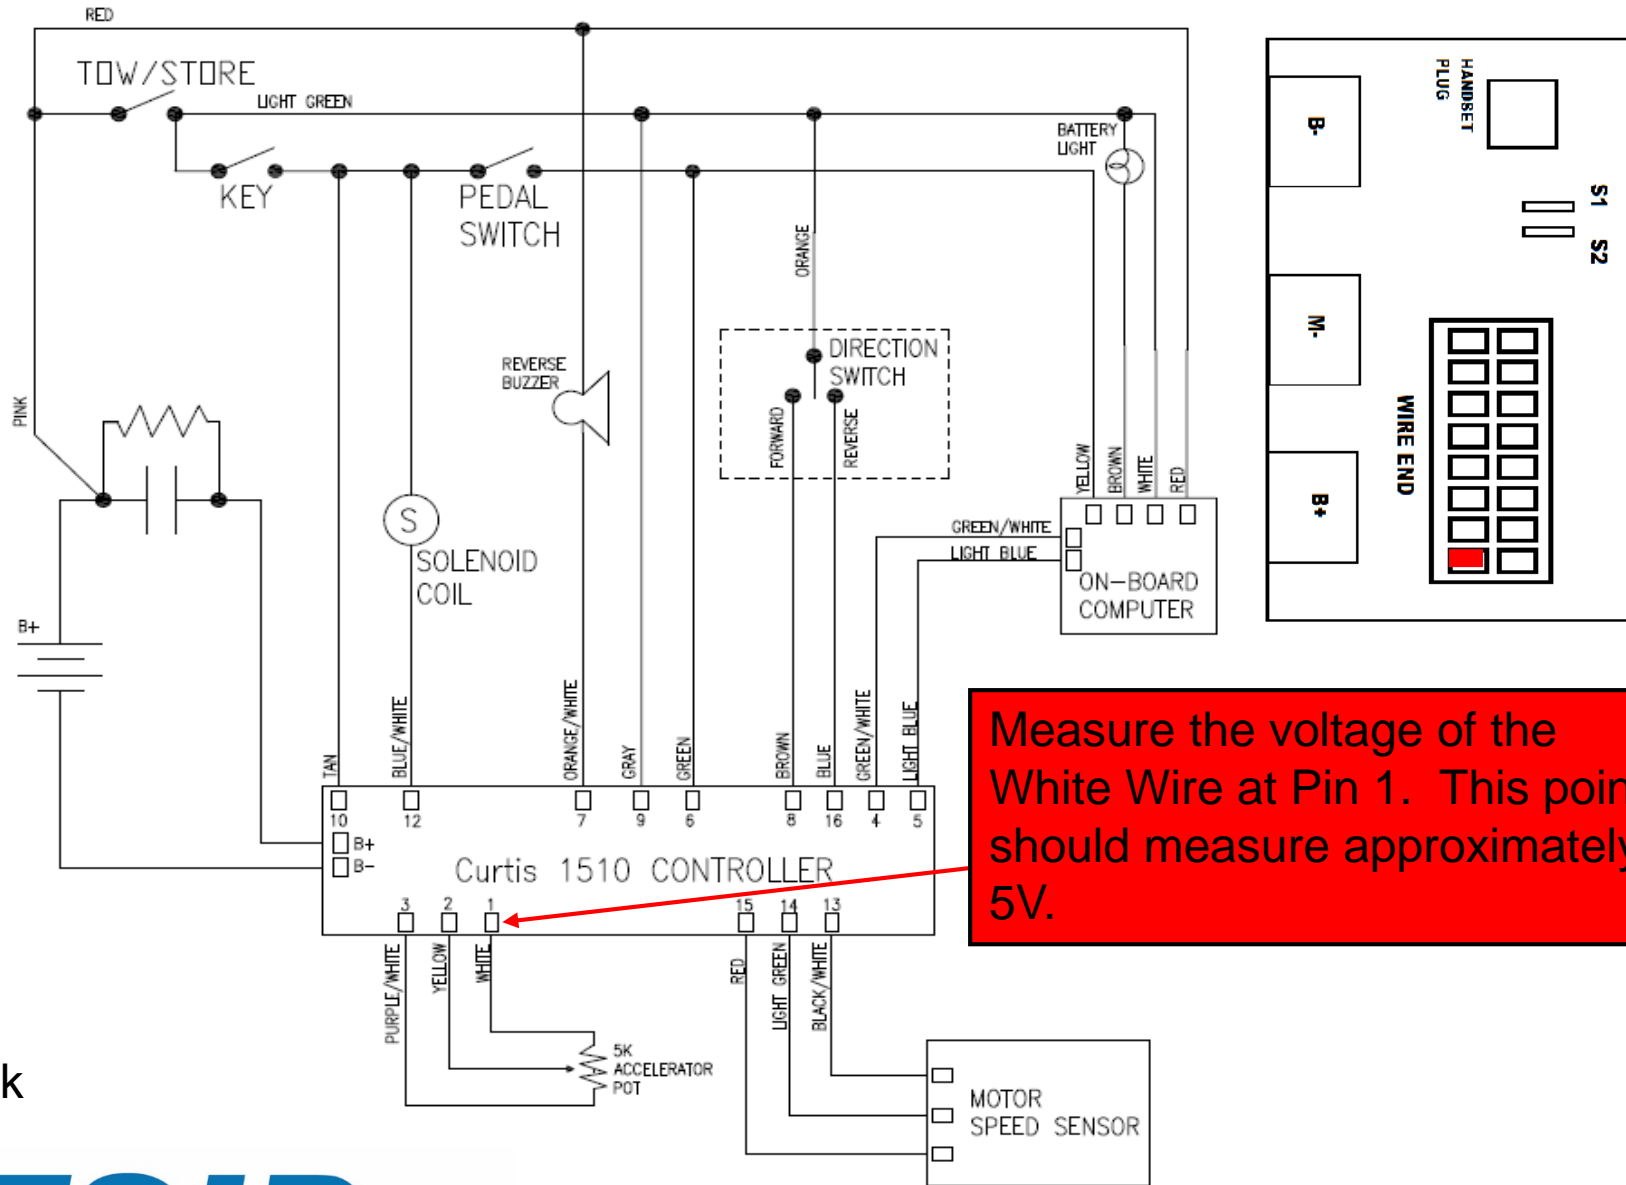 RED
TOW/STORE
LIGHT GREEN
KEY
PEDAL
SWITCH
BATTERY
LIGHT
ORANGE
REVERSE
BUZZER
DIRECTION
SWITCH
FORWARD
REVERSE
PINK
S
SOLENOID
COIL
YELLOW
BROWN
WHITE
RED
GREEN/WHITE
LIGHT BLUE
ON-BOARD
COMPUTER
B+
TAN
BLUE/WHITE
ORANGE/WHITE
GRAY
GREEN
BROWN
BLUE
GREEN/WHITE
LIGHT BLUE
10
12
7
9
6
8
16
4
5
B+
B-
Curtis 1510 CONTROLLER
3
2
1
15
14
13
PURPLE/WHITE
YELLOW
WHITE
RED
LIGHT GREEN
BLACK/WHITE
5K
ACCELERATOR
POT
MOTOR
SPEED SENSOR
HANDSET
PLUG
B-
S1
S2
M-
WIRE END
B+
Measure the voltage of the
White Wire at Pin 1. This poin
should measure approximately
5V.
k